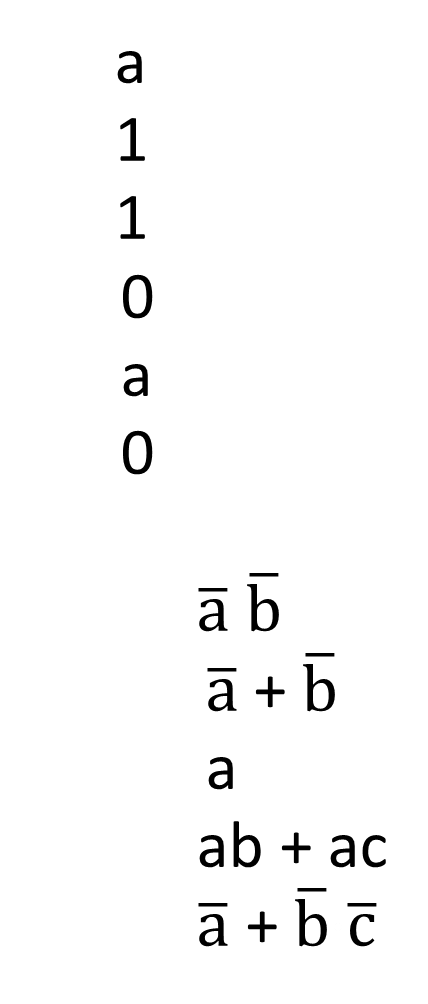 a
1
1
0
a
0
a̅ b̅
a̅ + b̅
a
ab + ac
a̅ + b̅ c̅